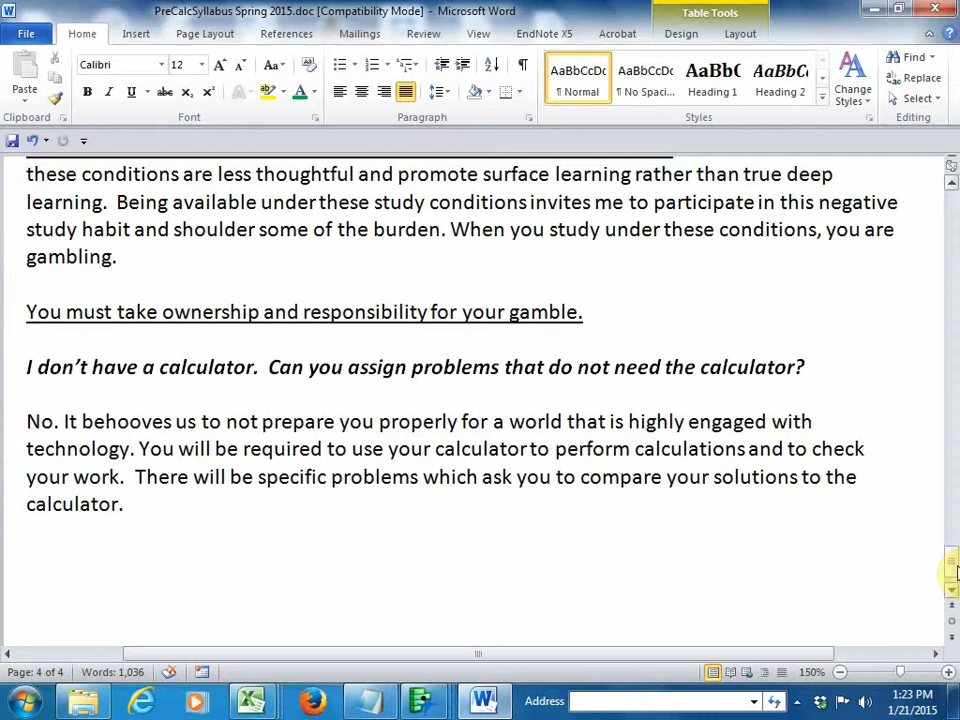 PreCalcSyllabus Spring 2015.doc [Compatibility Mode] - Microsoft Word
Table Tools
File Home Insert Page Layout References Mailings Review View EndNote X5 Acrobat Design Layout
Calibri 12 Aa
AaBbCcDc AaBbCcDc AaBbC AaBbCc
Find
Replace
Select
Paste
B I U abc x₂ x² A A
¶ Normal ¶ No Spaci... Heading 1 Heading 2
Change Styles
Clipboard Font Paragraph Styles Editing
these conditions are less thoughtful and promote surface learning rather than true deep
learning. Being available under these study conditions invites me to participate in this negative
study habit and shoulder some of the burden. When you study under these conditions, you are
gambling.
You must take ownership and responsibility for your gamble.
I don't have a calculator. Can you assign problems that do not need the calculator?
No. It behooves us to not prepare you properly for a world that is highly engaged with
technology. You will be required to use your calculator to perform calculations and to check
your work. There will be specific problems which ask you to compare your solutions to the
calculator.
Page: 4 of 4 Words: 1,036 150%
Address
1:23 PM
1/21/2015